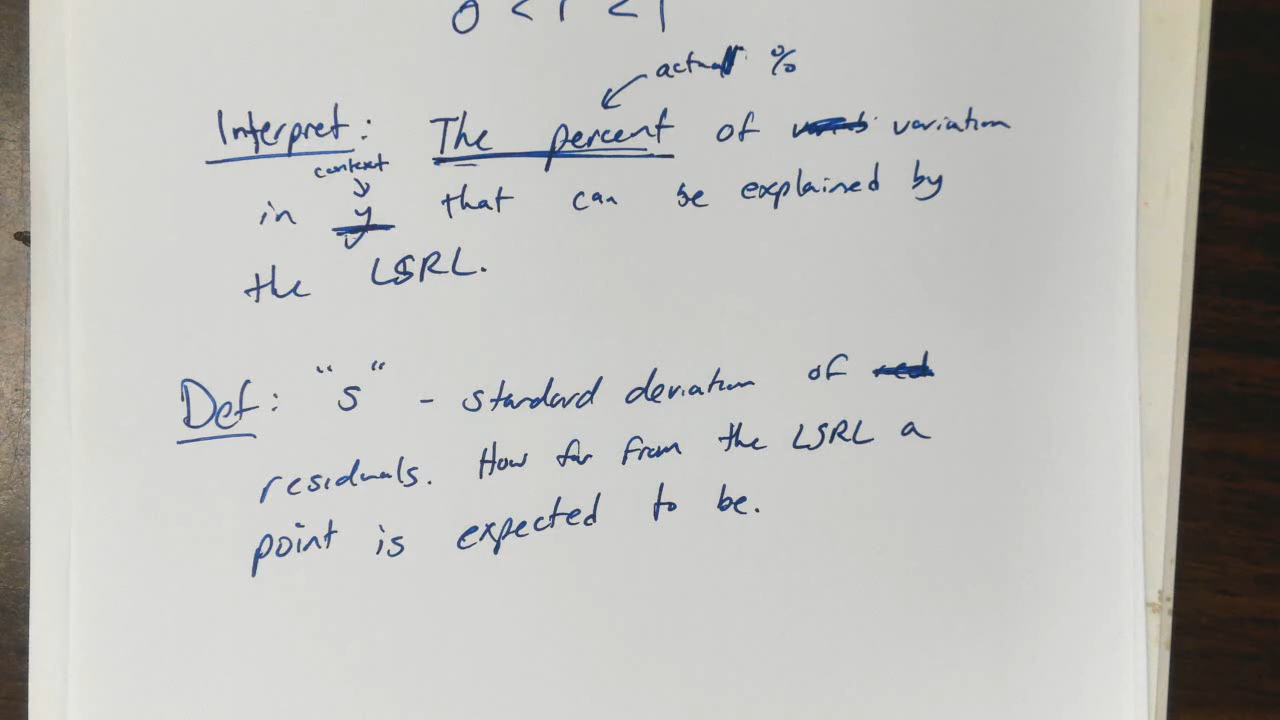 0 < r < 1
actual %
Interpret: The percent of variation
context
in y that can be explained by
the LSRL.
Def: "s" - standard deviation of
residuals. How far from the LSRL a
point is expected to be.